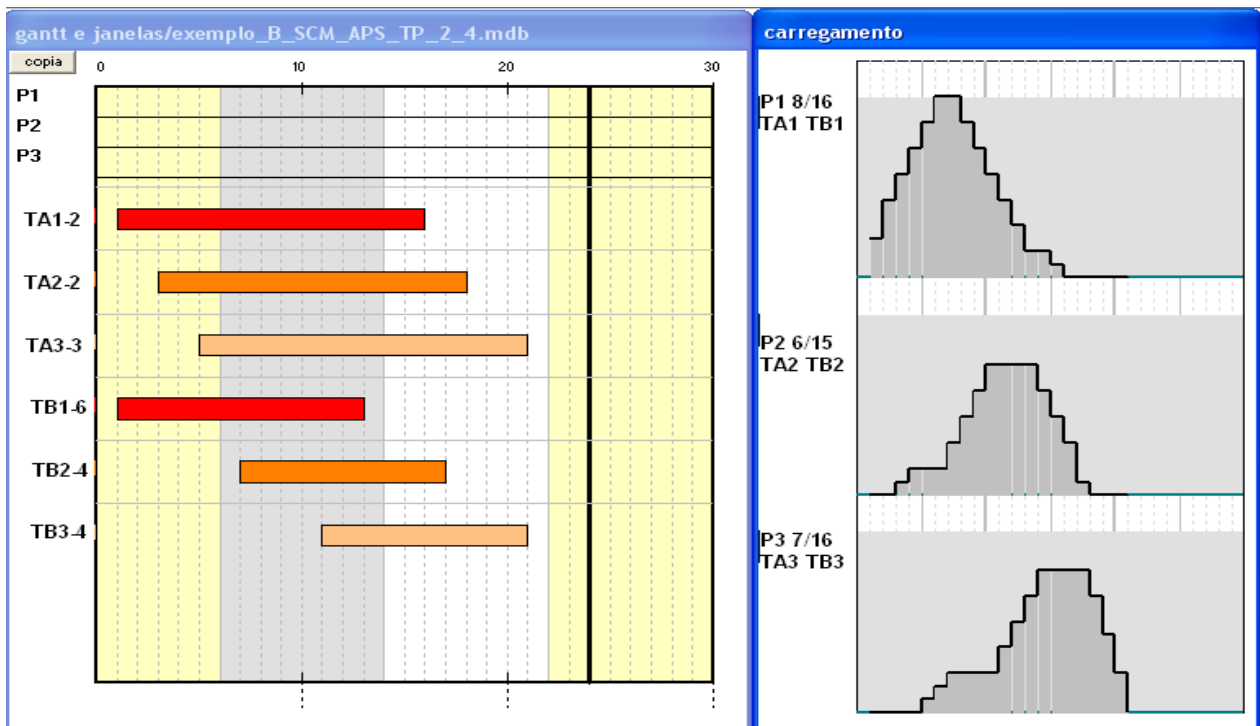 gantt e janelas/exemplo_B_SCM_APS_TP_2_4.mdb
copia
0 10 20 30
P1
P2
P3
TA1-2
TA2-2
TA3-3
TB1-6
TB2-4
TB3-4
carregamento
P1 8/16
TA1 TB1
P2 6/15
TA2 TB2
P3 7/16
TA3 TB3